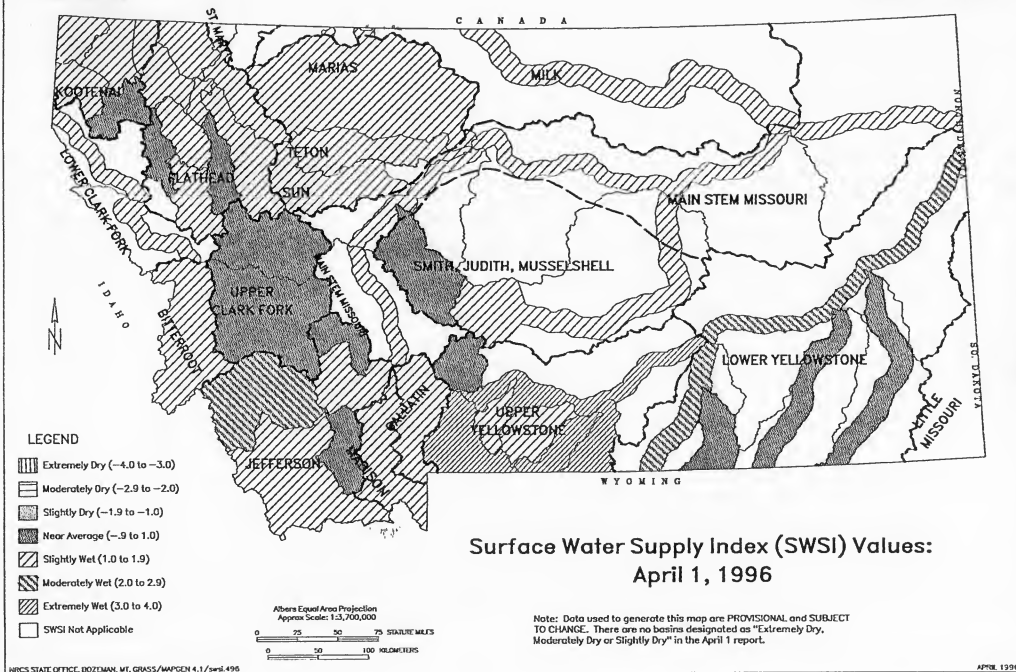 C A N A D A
ST. MARYS
MARIAS
MILK
KOOTENAI
TETON
LOWER CLARK FORK
FLATHEAD
SUN
MAIN STEM MISSOURI
SMITH, JUDITH, MUSSELSHELL
MAIN STEM MISSOURI
I D A H O
UPPER
CLARK FORK
BITTERROOT
N
LOWER YELLOWSTONE
SO. DAKOTA
GALLATIN
UPPER
YELLOWSTONE
LITTLE
MISSOURI
JEFFERSON
MADISON
W Y O M I N G
LEGEND
Extremely Dry (-4.0 to -3.0)
Moderately Dry (-2.9 to -2.0)
Slightly Dry (-1.9 to -1.0)
Near Average (-.9 to 1.0)
Slightly Wet (1.0 to 1.9)
Moderately Wet (2.0 to 2.9)
Extremely Wet (3.0 to 4.0)
SWSI Not Applicable
Surface Water Supply Index (SWSI) Values:
April 1, 1996
Albers Equal Area Projection
Approx Scale: 1:3,700,000
0 25 50 75 STATUTE MILES
0 50 100 KILOMETERS
Note: Data used to generate this map are PROVISIONAL and SUBJECT
TO CHANGE. There are no basins designated as "Extremely Dry,
Moderately Dry or Slightly Dry" in the April 1 report.
NRCS STATE OFFICE, BOZEMAN, MT. GRASS/MAPGEN 4.1/swsi.496
APRIL 1996